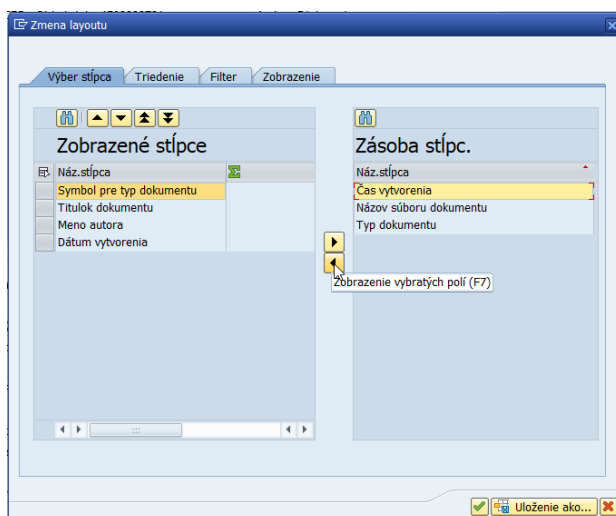 Zmena layoutu
Výber stĺpca
Triedenie
Filter
Zobrazenie
Zobrazené stĺpce
Náz.stĺpca
Symbol pre typ dokumentu
Titulok dokumentu
Meno autora
Dátum vytvorenia
Zásoba stĺpc.
Náz.stĺpca
Čas vytvorenia
Názov súboru dokumentu
Typ dokumentu
Zobrazenie vybratých polí (F7)
Uloženie ako...